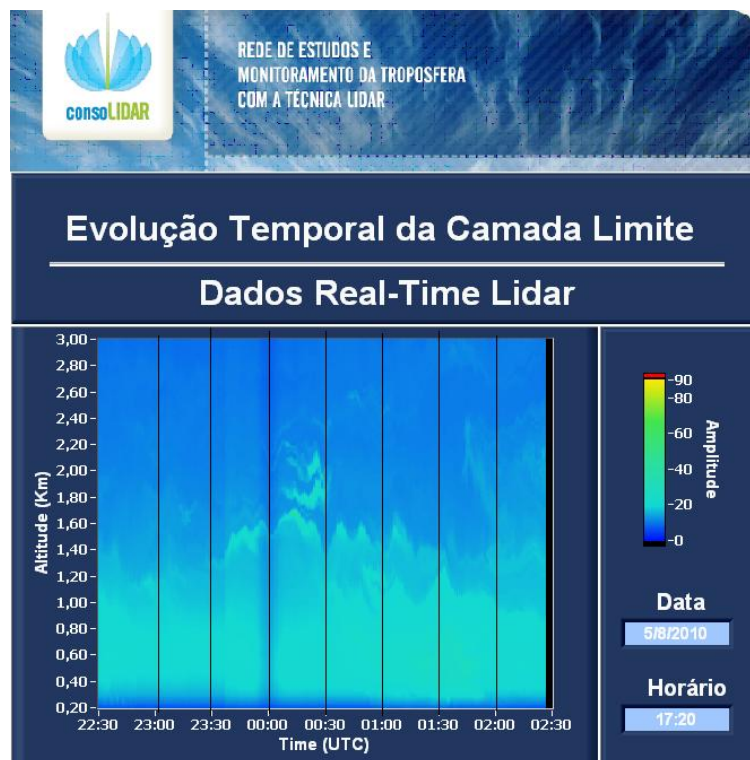 consoLIDAR
REDE DE ESTUDOS E
MONITORAMENTO DA TROPOSFERA
COM A TÉCNICA LIDAR
Evolução Temporal da Camada Limite
Dados Real-Time Lidar
3,00
2,80
2,60
2,40
2,20
2,00
1,80
1,60
1,40
1,20
1,00
0,80
0,60
0,40
0,20
Altitude (Km)
22:30 23:00 23:30 00:00 00:30 01:00 01:30 02:00 02:30
Time (UTC)
90
80
60
40
20
0
Amplitude
Data
5/8/2010
Horário
17:20